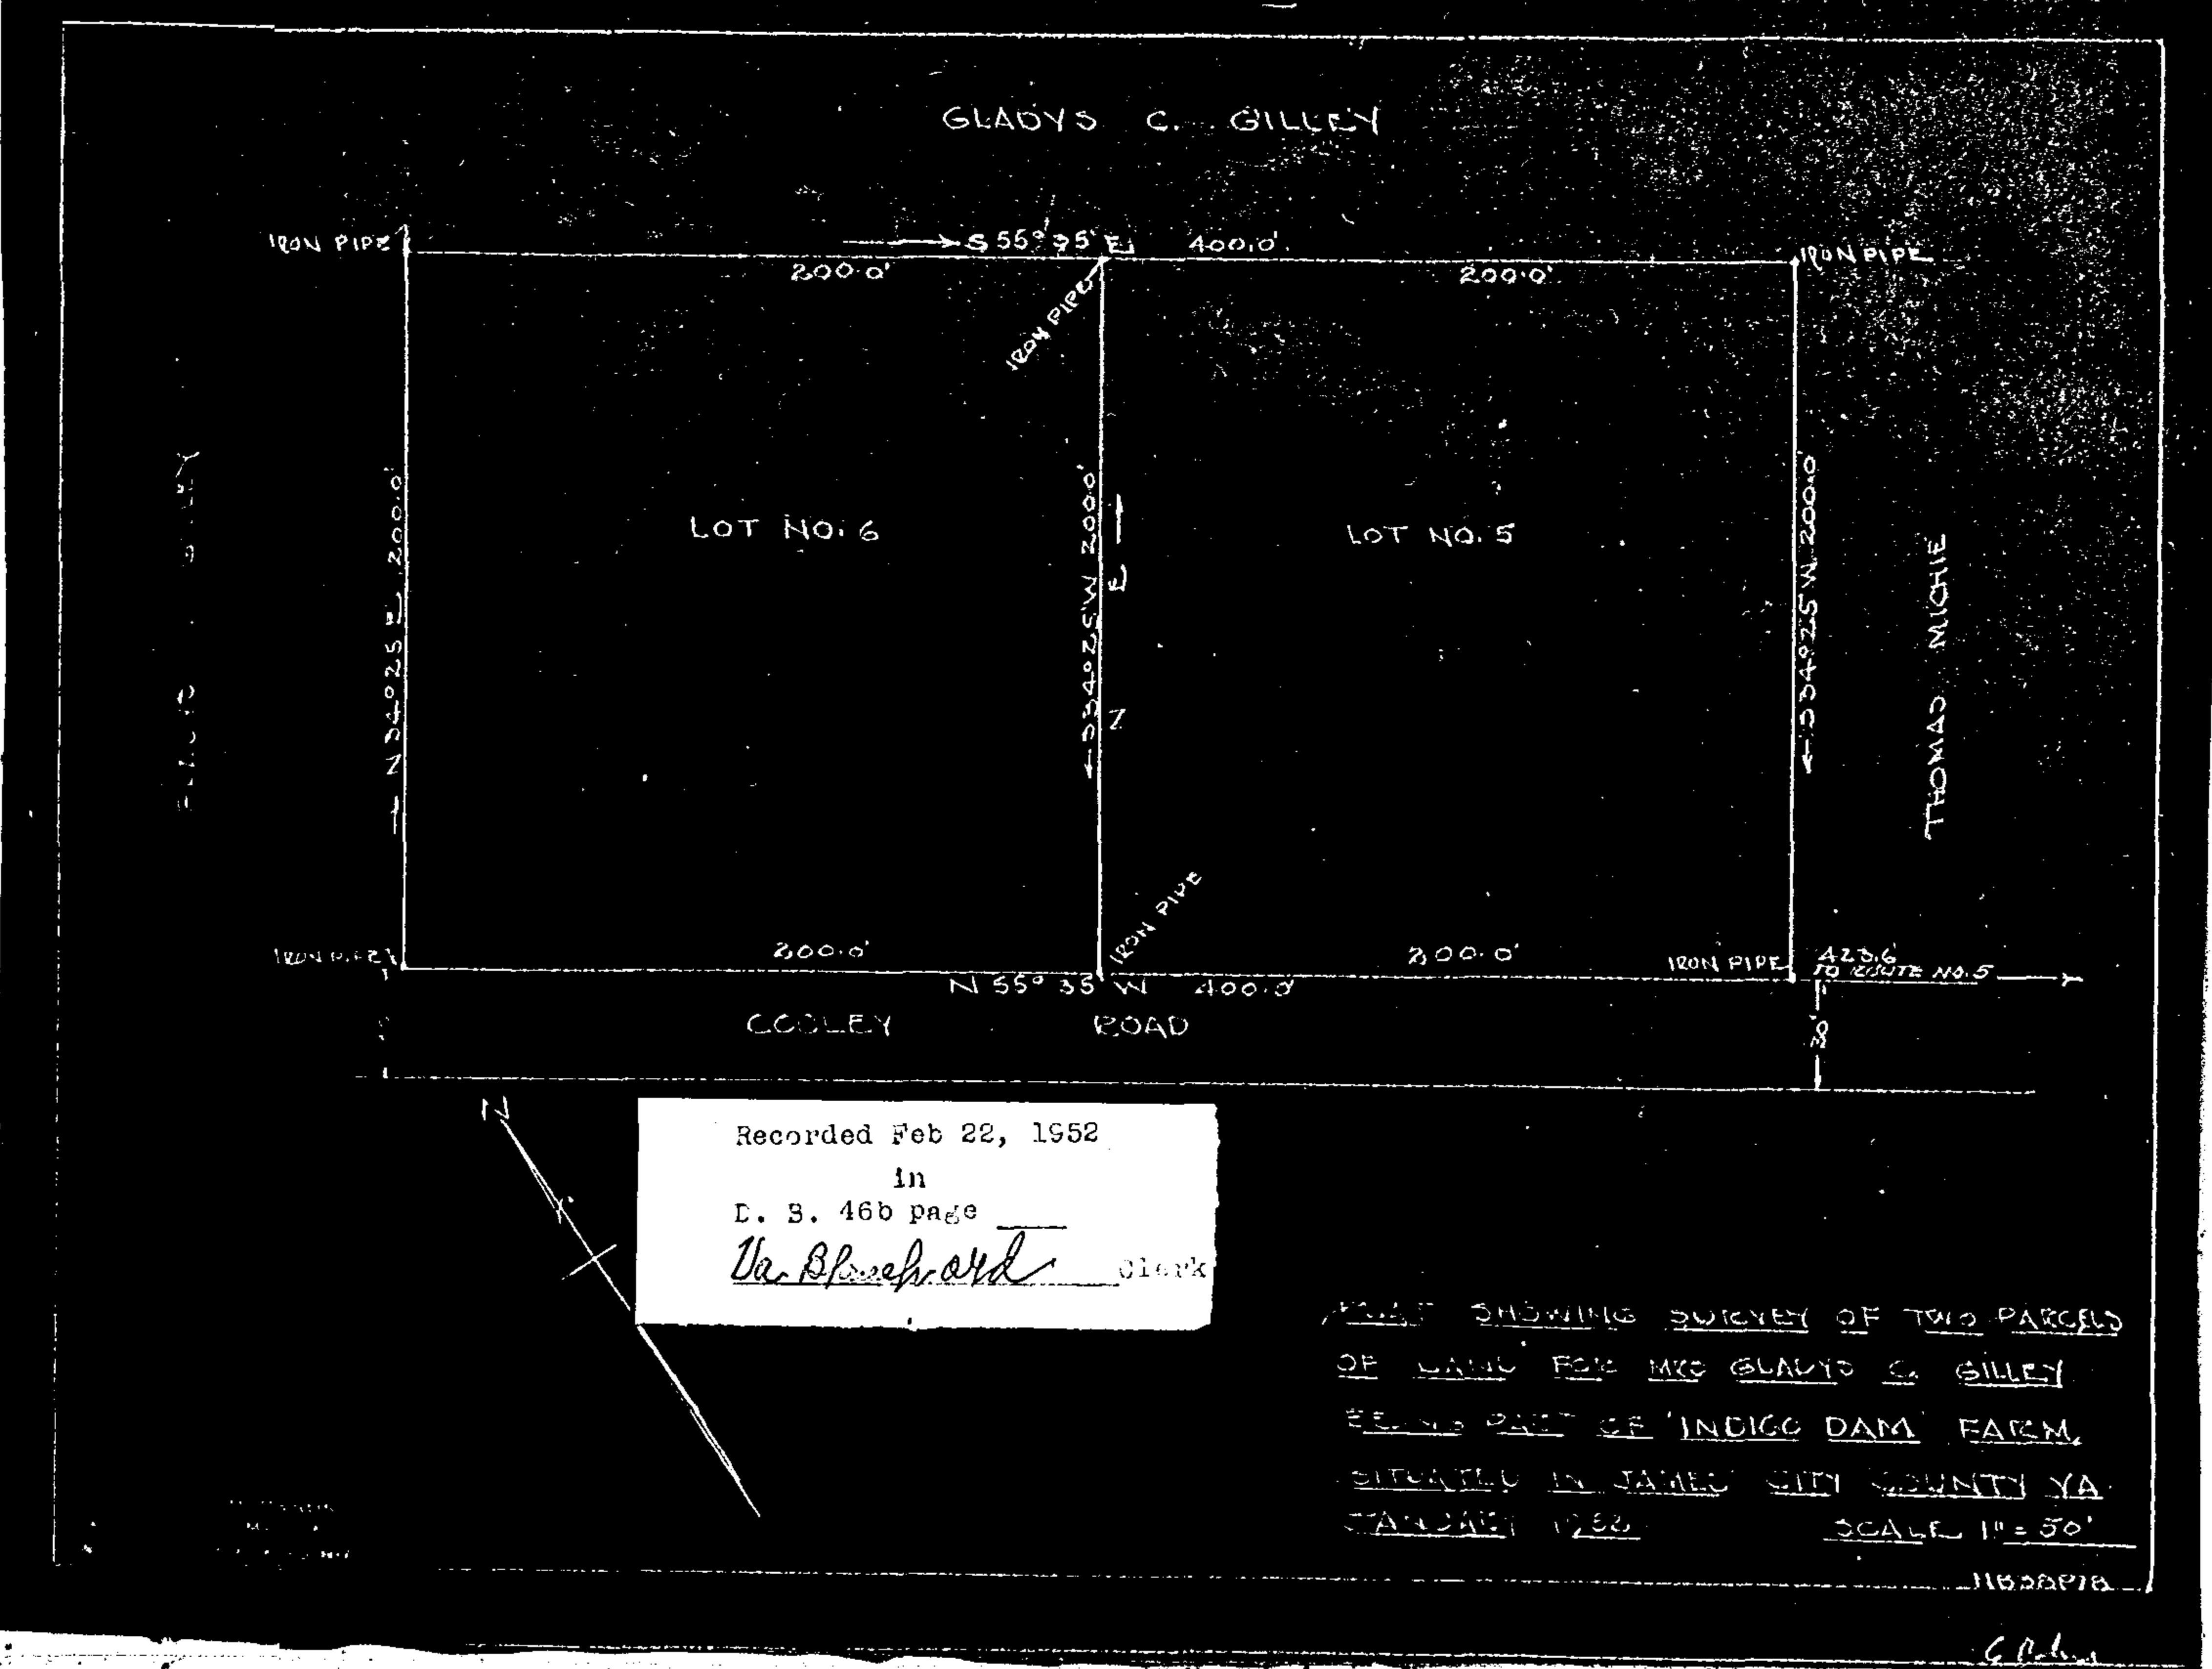 GLADYS C. GILLEY
IRON PIPE
S 55° 35' E 400.0'
IRON PIPE
200.0'
200.0'
IRON PIPE
N 34° 25' E 200.0'
LOT NO. 6
S 34° 25' W 200.0'
N E
LOT NO. 5
S 34° 25' W 200.0'
THOMAS MICHIE
IRON PIPE
200.0'
IRON PIPE
200.0'
IRON PIPE
423.6'
TO ROUTE NO. 5
N 55° 35' W 400.0'
COOLEY ROAD
30'
N
Recorded Feb 22, 1952
in
D. B. 46b page ____
Clerk
PLAT SHOWING SURVEY OF TWO PARCELS
OF LAND FOR MRS GLADYS C. GILLEY
BEING PART OF "INDIGO DAM" FARM,
SITUATED IN JAMES CITY COUNTY VA.
JANUARY 1952 SCALE 1" = 50'